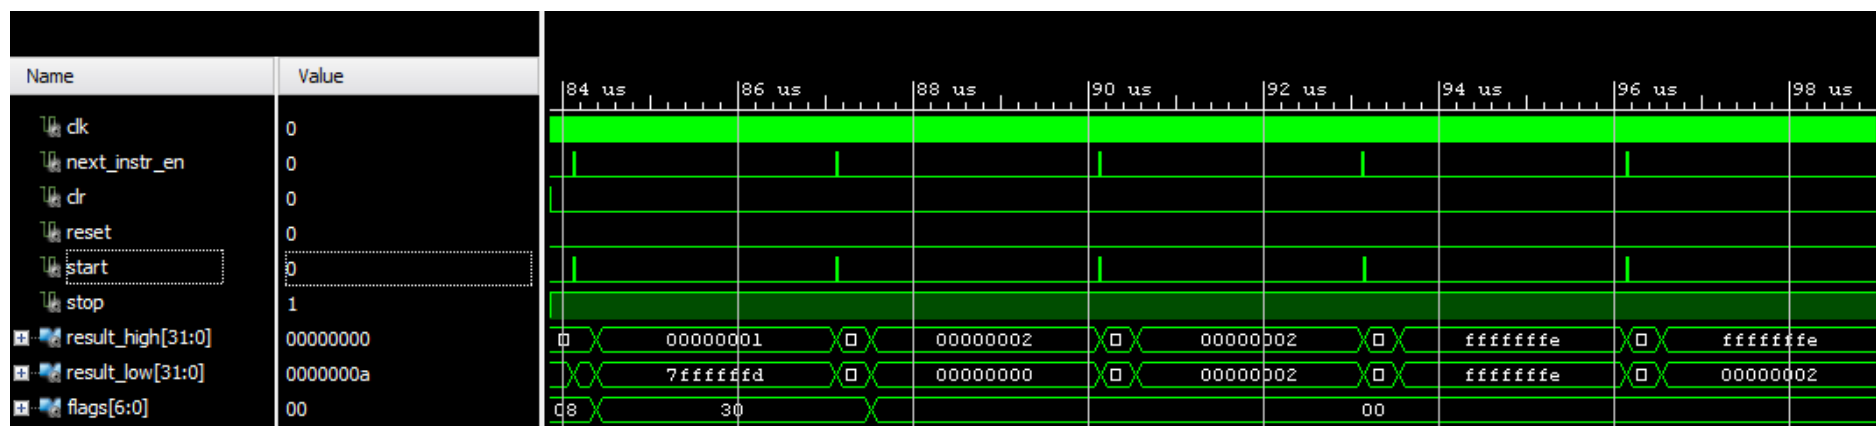 Name Value
84 us 86 us 88 us 90 us 92 us 94 us 96 us 98 us
clk 0
next_instr_en 0
clr 0
reset 0
start 0
stop 1
result_high[31:0] 00000000 00000001 00000002 00000002 fffffffe fffffffe
result_low[31:0] 0000000a 7ffffffd 00000000 00000002 fffffffe 00000002
flags[6:0] 00 08 30 00